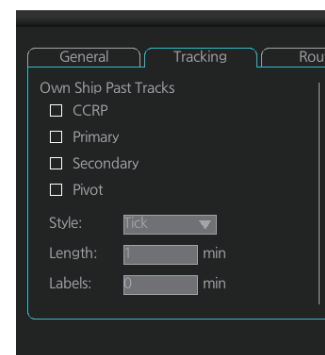 General Tracking Rou
Own Ship Past Tracks
CCRP
Primary
Secondary
Pivot
Style: Tick
Length: 1 min
Labels: 0 min